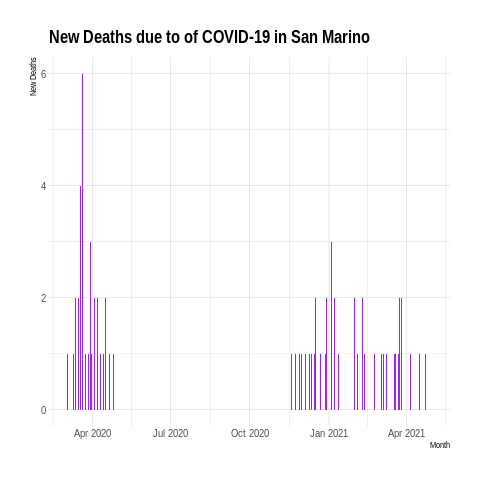 New Deaths due to of COVID-19 in San Marino
New Deaths
6
4
2
0
Apr 2020 Jul 2020 Oct 2020 Jan 2021 Apr 2021
Month